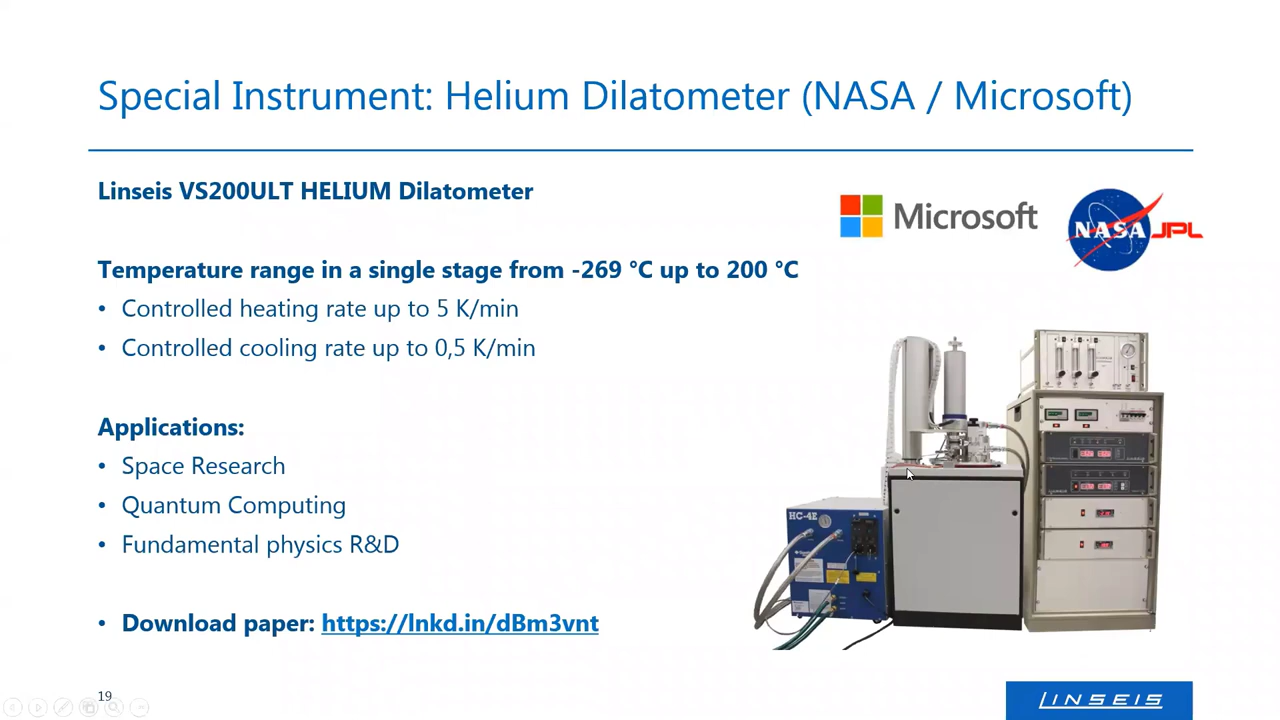 Special Instrument: Helium Dilatometer (NASA / Microsoft)
Linseis VS200ULT HELIUM Dilatometer
Microsoft
NASA JPL
Temperature range in a single stage from -269 °C up to 200 °C
• Controlled heating rate up to 5 K/min
• Controlled cooling rate up to 0,5 K/min
Applications:
• Space Research
• Quantum Computing
• Fundamental physics R&D
HC-4E
• Download paper: https://lnkd.in/dBm3vnt
19
LINSEIS